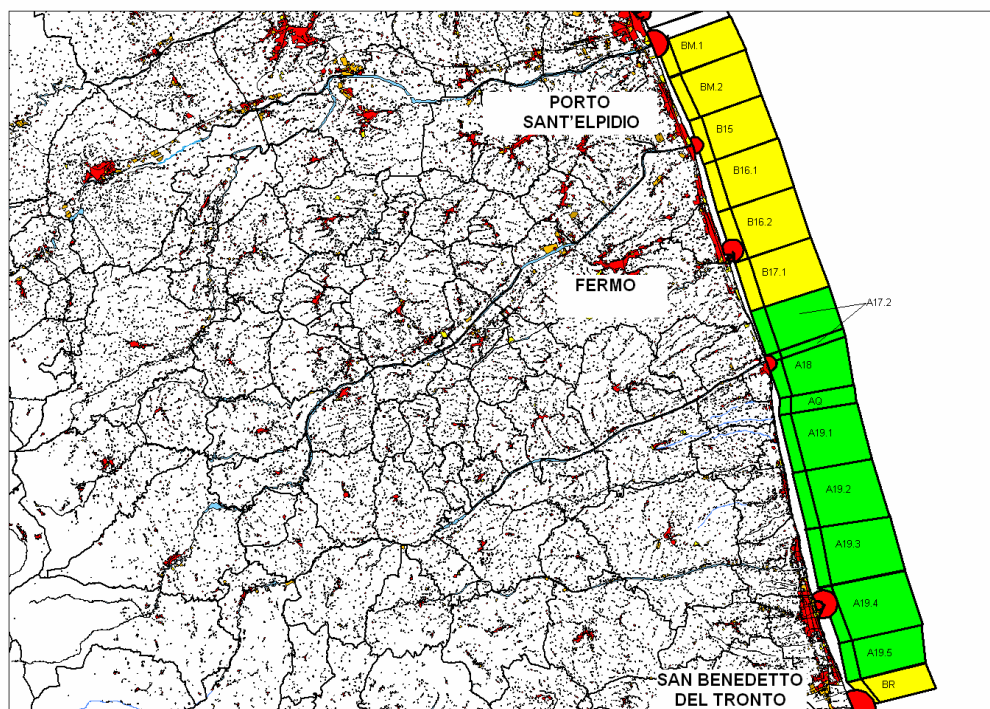 BM.1
BM.2
PORTO
SANT'ELPIDIO
B15
B16.1
B16.2
B17.1
FERMO
A17.2
A18
AQ
A19.1
A19.2
A19.3
A19.4
A19.5
SAN BENEDETTO
DEL TRONTO
BR